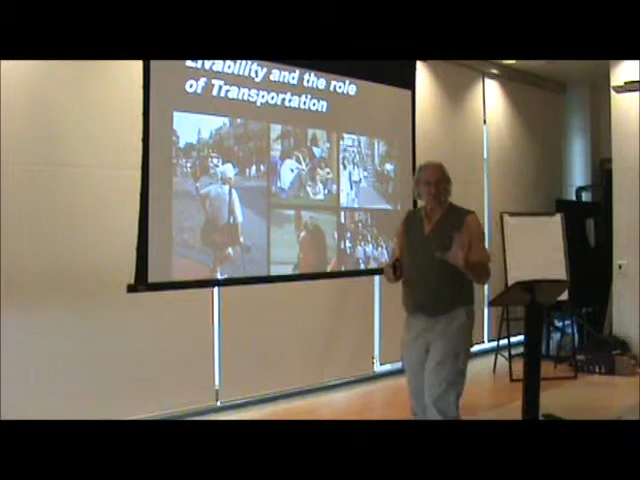 Livability and the role
of Transportation